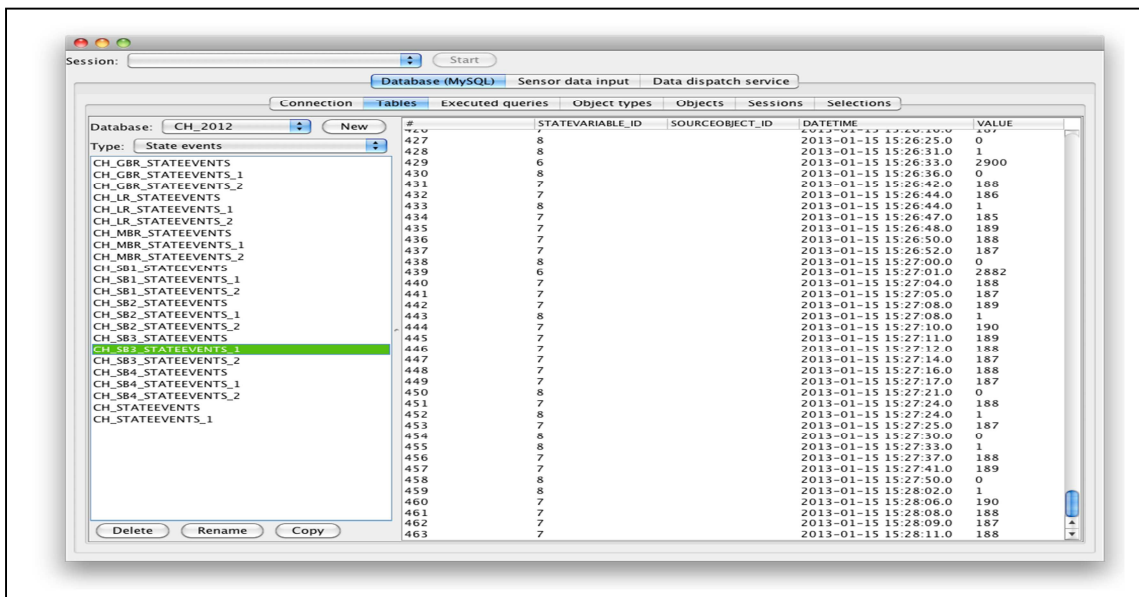 Session: Start
Database (MySQL) Sensor data input Data dispatch service
Connection Tables Executed queries Object types Objects Sessions Selections
Database: CH_2012 New
Type: State events
CH_GBR_STATEEVENTS
CH_GBR_STATEEVENTS_1
CH_GBR_STATEEVENTS_2
CH_LR_STATEEVENTS
CH_LR_STATEEVENTS_1
CH_LR_STATEEVENTS_2
CH_MBR_STATEEVENTS
CH_MBR_STATEEVENTS_1
CH_MBR_STATEEVENTS_2
CH_SB1_STATEEVENTS
CH_SB1_STATEEVENTS_1
CH_SB1_STATEEVENTS_2
CH_SB2_STATEEVENTS
CH_SB2_STATEEVENTS_1
CH_SB2_STATEEVENTS_2
CH_SB3_STATEEVENTS
CH_SB3_STATEEVENTS_1
CH_SB3_STATEEVENTS_2
CH_SB4_STATEEVENTS
CH_SB4_STATEEVENTS_1
CH_SB4_STATEEVENTS_2
CH_STATEEVENTS
CH_STATEEVENTS_1
Delete Rename Copy
# STATEVARIABLE_ID SOURCEOBJECT_ID DATETIME VALUE
427 8 2013-01-15 15:26:25.0 0
428 8 2013-01-15 15:26:31.0 1
429 6 2013-01-15 15:26:33.0 2900
430 8 2013-01-15 15:26:36.0 0
431 7 2013-01-15 15:26:42.0 188
432 7 2013-01-15 15:26:44.0 186
433 8 2013-01-15 15:26:44.0 1
434 7 2013-01-15 15:26:47.0 185
435 7 2013-01-15 15:26:48.0 189
436 7 2013-01-15 15:26:50.0 188
437 7 2013-01-15 15:26:52.0 187
438 8 2013-01-15 15:27:00.0 0
439 6 2013-01-15 15:27:01.0 2882
440 7 2013-01-15 15:27:04.0 188
441 7 2013-01-15 15:27:05.0 187
442 7 2013-01-15 15:27:08.0 189
443 8 2013-01-15 15:27:08.0 1
444 7 2013-01-15 15:27:10.0 190
445 7 2013-01-15 15:27:11.0 189
446 7 2013-01-15 15:27:12.0 188
447 7 2013-01-15 15:27:14.0 187
448 7 2013-01-15 15:27:16.0 188
449 7 2013-01-15 15:27:17.0 187
450 8 2013-01-15 15:27:21.0 0
451 7 2013-01-15 15:27:24.0 188
452 8 2013-01-15 15:27:24.0 1
453 7 2013-01-15 15:27:25.0 187
454 8 2013-01-15 15:27:30.0 0
455 8 2013-01-15 15:27:33.0 1
456 7 2013-01-15 15:27:37.0 188
457 7 2013-01-15 15:27:41.0 189
458 8 2013-01-15 15:27:50.0 0
459 8 2013-01-15 15:28:02.0 1
460 7 2013-01-15 15:28:06.0 190
461 7 2013-01-15 15:28:08.0 188
462 7 2013-01-15 15:28:09.0 187
463 7 2013-01-15 15:28:11.0 188